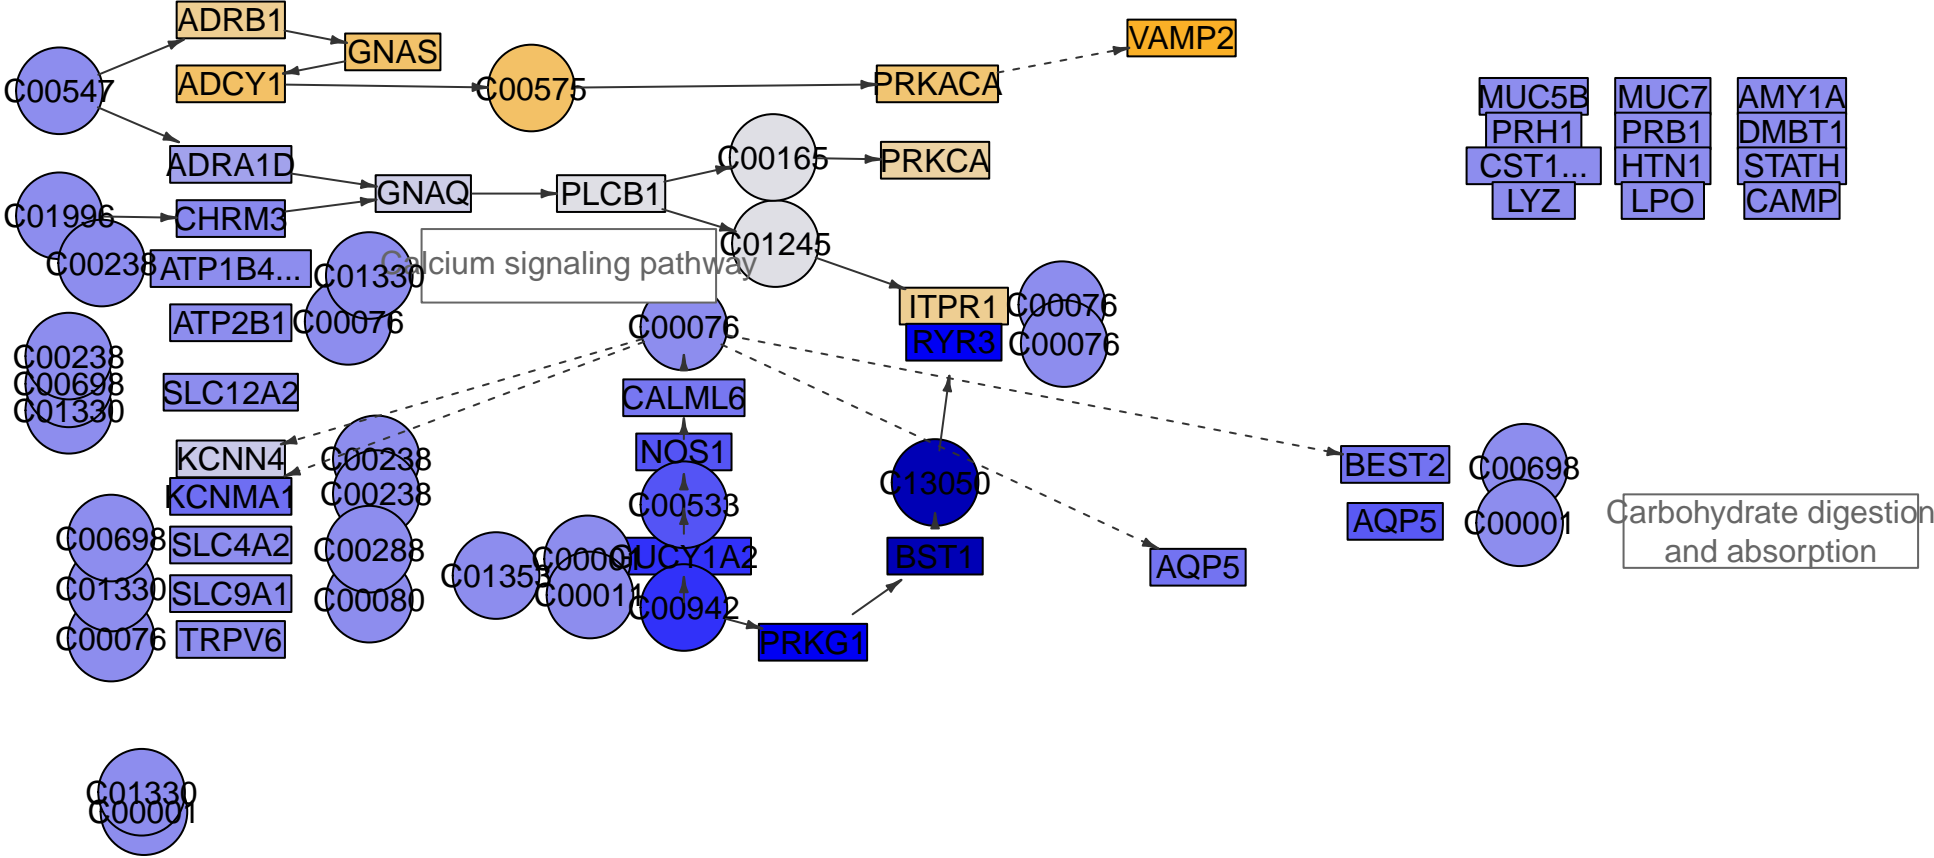 ADRB1
GNAS
VAMP2
C00547
ADCY1
C00575
PRKACA
MUC5B
MUC7
AMY1A
PRH1
PRB1
DMBT1
CST1...
HTN1
STATH
LYZ
LPO
CAMP
ADRA1D
C00165
PRKCA
GNAQ
PLCB1
C01996
CHRM3
C01245
C00238
ATP1B4...
C01330
Calcium signaling pathway
ATP2B1
C00076
C00076
ITPR1
C00076
RYR3
C00076
C00238
C00698
C01330
SLC12A2
CALML6
KCNN4
C00238
NOS1
BEST2
C00698
KCNMA1
C00238
C00533
C13050
AQP5
C00001
Carbohydrate digestion
and absorption
C00698
SLC4A2
C00288
C01353
C00001
GUCY1A2
BST1
AQP5
C01330
SLC9A1
C00080
C00011
C00942
C00076
TRPV6
PRKG1
C01330
C00001